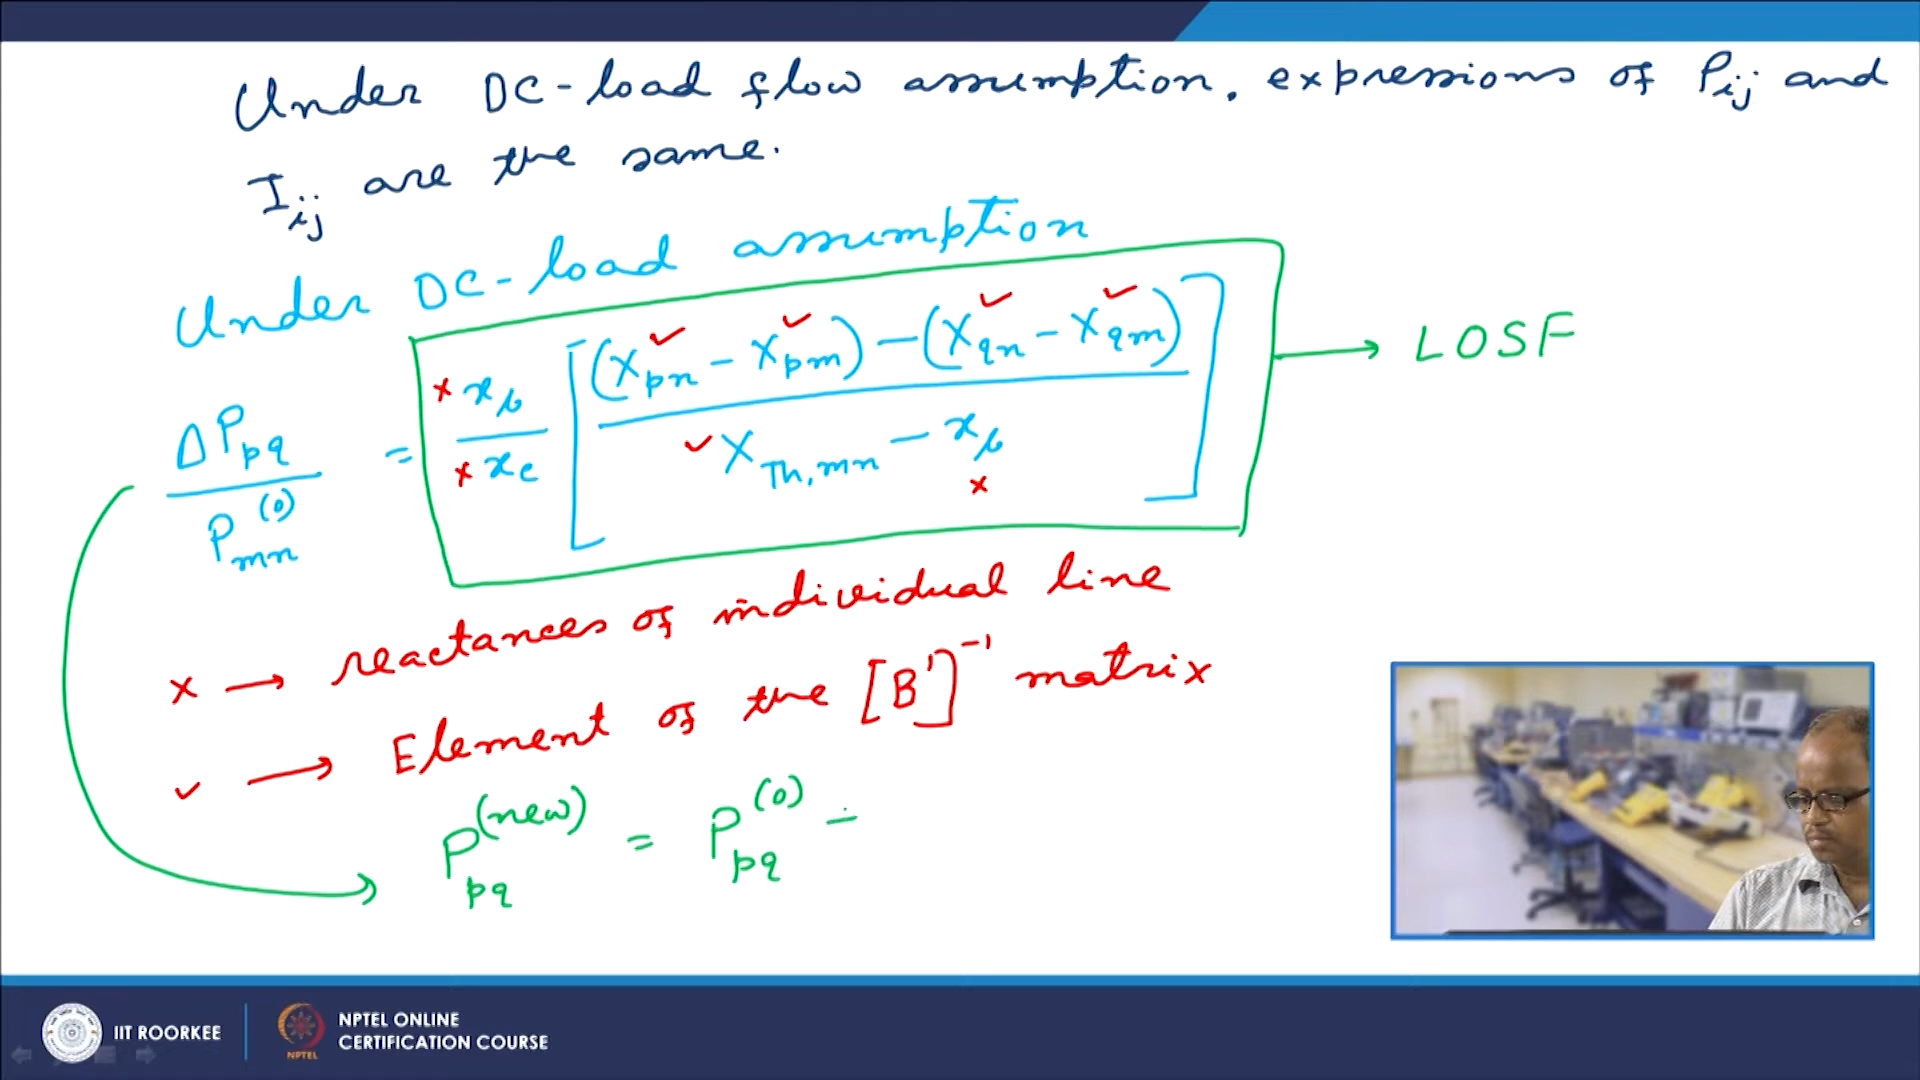 Under DC-load flow assumption, expressions of Pij and
Iij are the same.
Under DC-load assumption
ΔPpq / Pmn^(0) = xb / xc [ ((Xpn - Xpm) - (Xqn - Xqm)) / (XTh,mn - xb) ] → LOSF
x → reactances of individual line
✓ → Element of the [B']^-1 matrix
Ppq^(new) = Ppq^(0) -
IIT ROORKEE
NPTEL
NPTEL ONLINE
CERTIFICATION COURSE